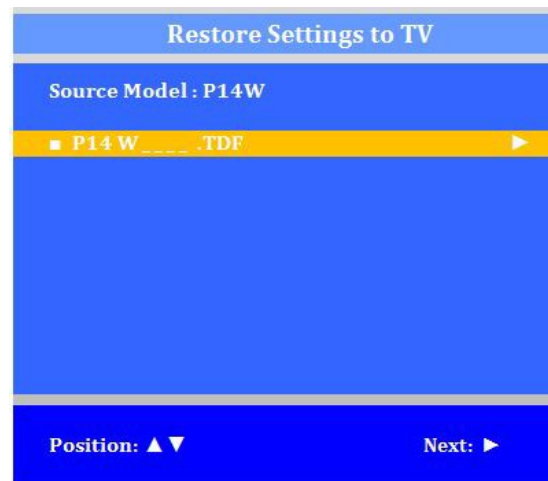 Restore Settings to TV
Source Model : P14W
■ P14 W____ .TDF ►
Position: ▲▼ Next: ►